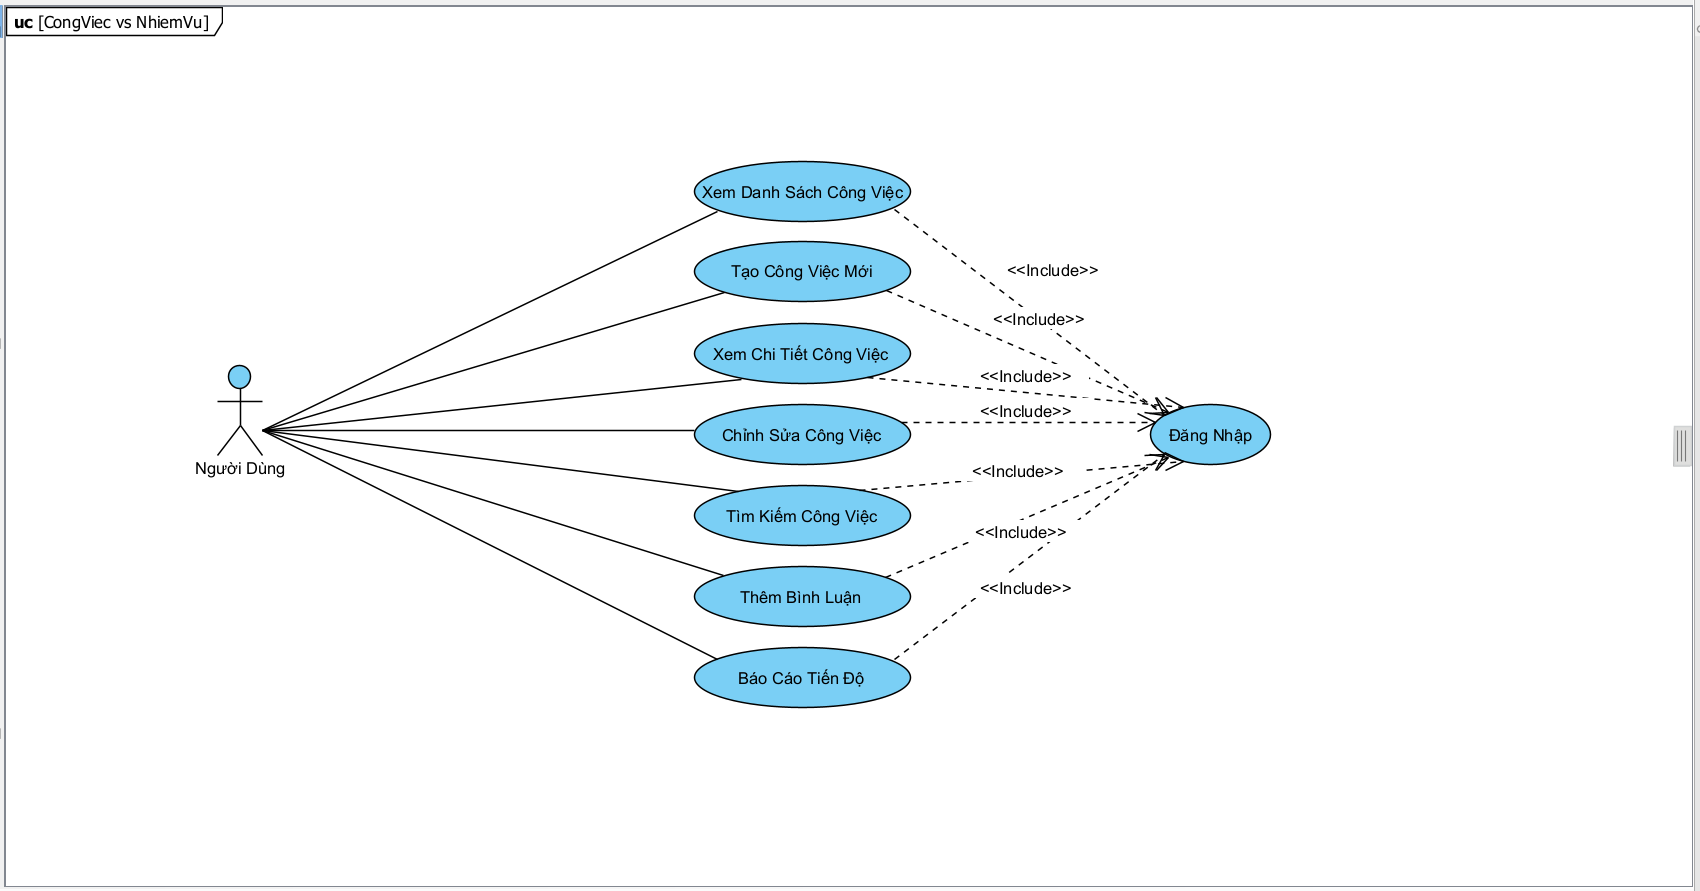 uc [CongViec vs NhiemVu]
Xem Danh Sách Công Việc
<<Include>>
Tạo Công Việc Mới
<<Include>>
Xem Chi Tiết Công Việc
<<Include>>
<<Include>>
Chỉnh Sửa Công Việc
Đăng Nhập
Người Dùng
<<Include>>
Tìm Kiếm Công Việc
<<Include>>
Thêm Bình Luận
<<Include>>
Báo Cáo Tiến Độ